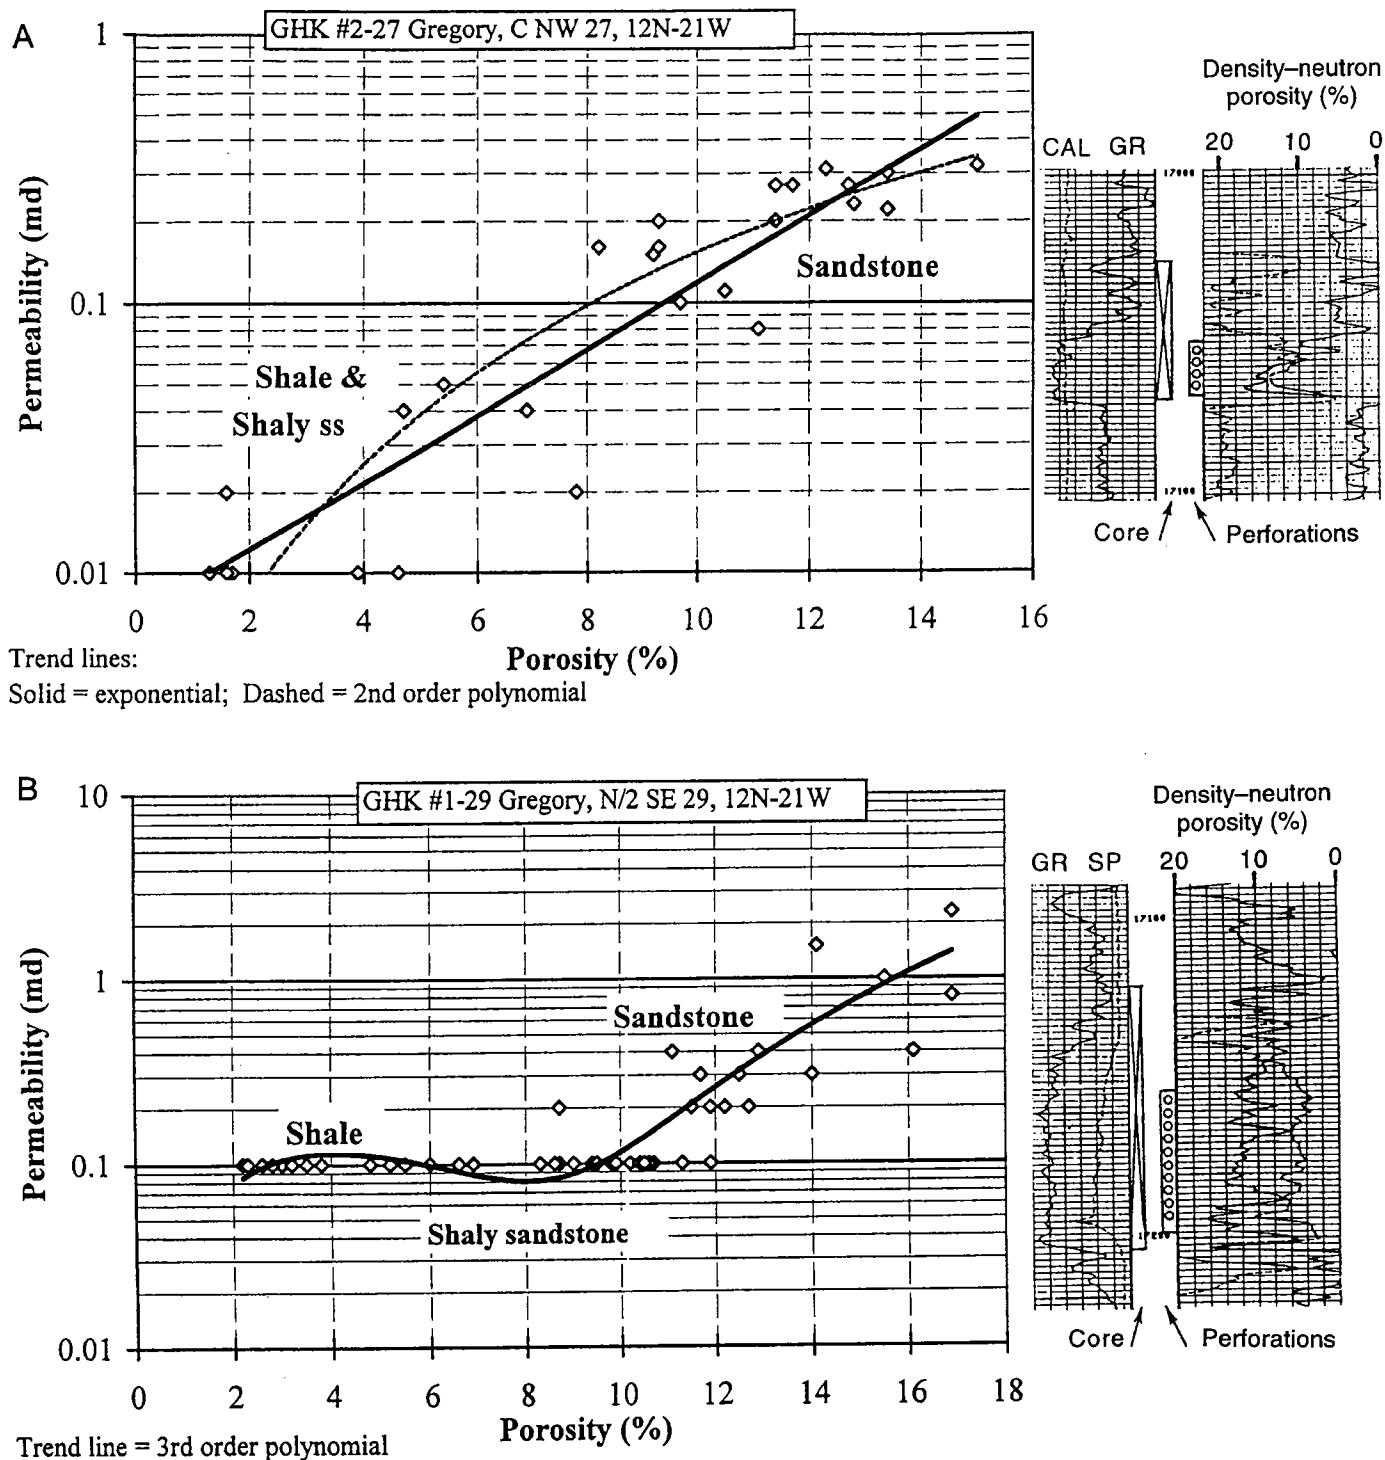 A
GHK #2-27 Gregory, C NW 27, 12N-21W
1
0.1
0.01
Permeability (md)
Shale &
Shaly ss
Sandstone
0 2 4 6 8 10 12 14 16
Porosity (%)
Trend lines:
Solid = exponential; Dashed = 2nd order polynomial
Density–neutron
porosity (%)
CAL GR
20 10 0
17000
17100
Core
Perforations
B
GHK #1-29 Gregory, N/2 SE 29, 12N-21W
10
1
0.1
0.01
Permeability (md)
Sandstone
Shale
Shaly sandstone
0 2 4 6 8 10 12 14 16 18
Porosity (%)
Trend line = 3rd order polynomial
Density–neutron
porosity (%)
GR SP
20 10 0
17100
17200
Core
Perforations